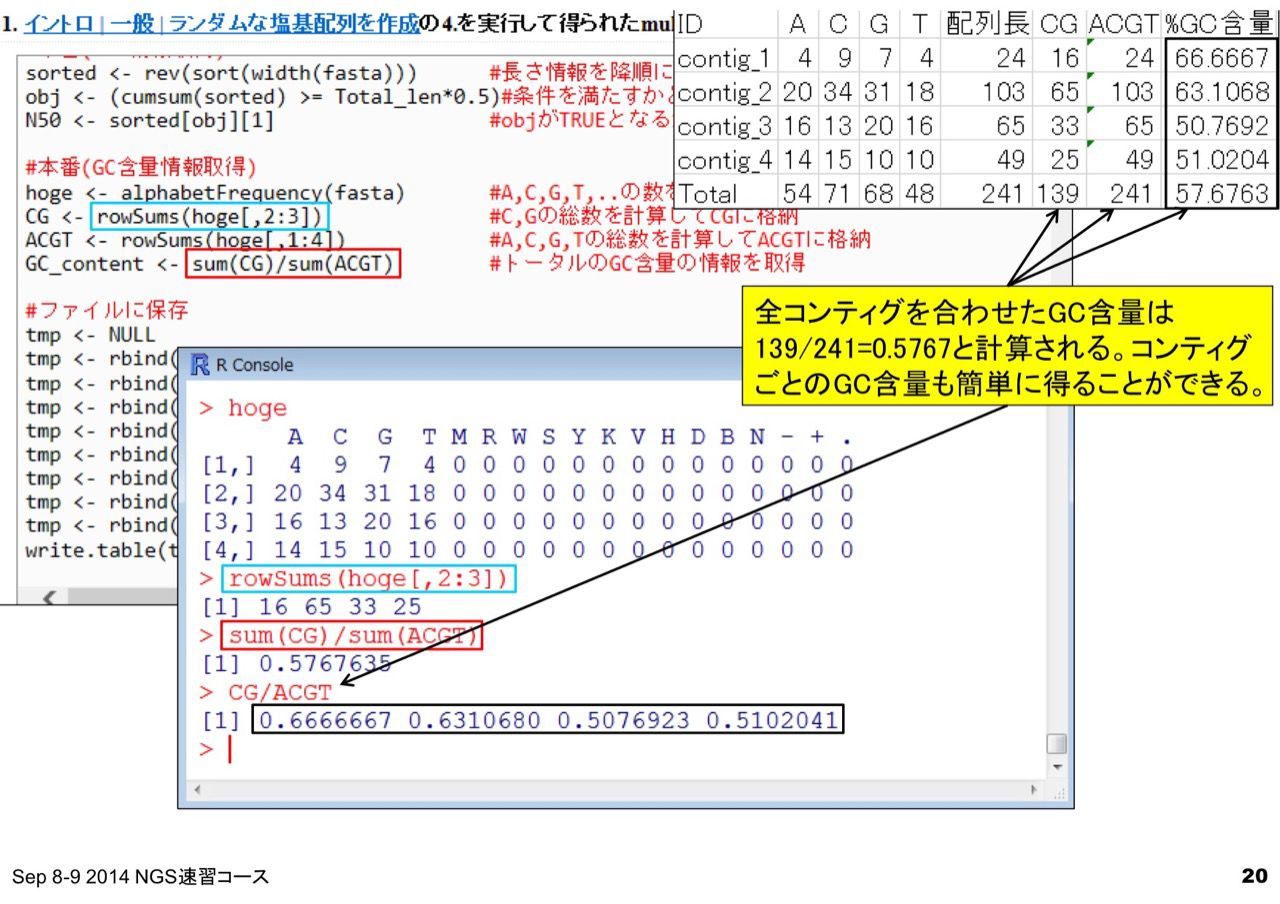 1. イントロ | 一般 | ランダムな塩基配列を作成の4.を実行して得られたmul
sorted <- rev(sort(width(fasta))) #長さ情報を降順に
obj <- (cumsum(sorted) >= Total_len*0.5)#条件を満たすか
N50 <- sorted[obj][1] #objがTRUEとなる
#本番(GC含量情報取得)
hoge <- alphabetFrequency(fasta) #A,C,G,T,..の数を
CG <- rowSums(hoge[,2:3]) #C,Gの総数を計算してCGに格納
ACGT <- rowSums(hoge[,1:4]) #A,C,G,Tの総数を計算してACGTに格納
GC_content <- sum(CG)/sum(ACGT) #トータルのGC含量の情報を取得
#ファイルに保存
tmp <- NULL
tmp <- rbind(
tmp <- rbind(
tmp <- rbind(
tmp <- rbind(
tmp <- rbind(
tmp <- rbind(
tmp <- rbind(
tmp <- rbind(
write.table(t
ID A C G T 配列長 CG ACGT %GC含量
contig_1 4 9 7 4 24 16 24 66.6667
contig_2 20 34 31 18 103 65 103 63.1068
contig_3 16 13 20 16 65 33 65 50.7692
contig_4 14 15 10 10 49 25 49 51.0204
Total 54 71 68 48 241 139 241 57.6763
全コンティグを合わせたGC含量は
139/241=0.5767と計算される。コンティグ
ごとのGC含量も簡単に得ることができる。
R R Console
> hoge
A C G T M R W S Y K V H D B N - + .
[1,] 4 9 7 4 0 0 0 0 0 0 0 0 0 0 0 0 0 0
[2,] 20 34 31 18 0 0 0 0 0 0 0 0 0 0 0 0 0 0
[3,] 16 13 20 16 0 0 0 0 0 0 0 0 0 0 0 0 0 0
[4,] 14 15 10 10 0 0 0 0 0 0 0 0 0 0 0 0 0 0
> rowSums(hoge[,2:3])
[1] 16 65 33 25
> sum(CG)/sum(ACGT)
[1] 0.5767635
> CG/ACGT
[1] 0.6666667 0.6310680 0.5076923 0.5102041
>
Sep 8-9 2014 NGS速習コース
20